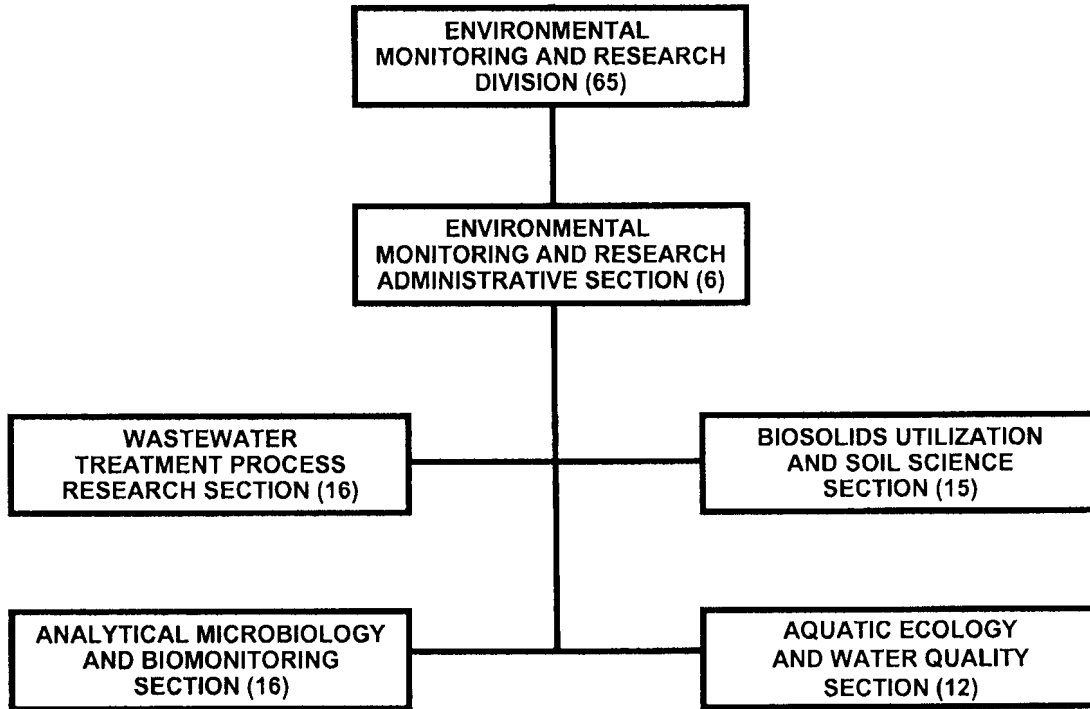 ENVIRONMENTAL
MONITORING AND RESEARCH
DIVISION (65)
ENVIRONMENTAL
MONITORING AND RESEARCH
ADMINISTRATIVE SECTION (6)
WASTEWATER
TREATMENT PROCESS
RESEARCH SECTION (16)
BIOSOLIDS UTILIZATION
AND SOIL SCIENCE
SECTION (15)
ANALYTICAL MICROBIOLOGY
AND BIOMONITORING
SECTION (16)
AQUATIC ECOLOGY
AND WATER QUALITY
SECTION (12)